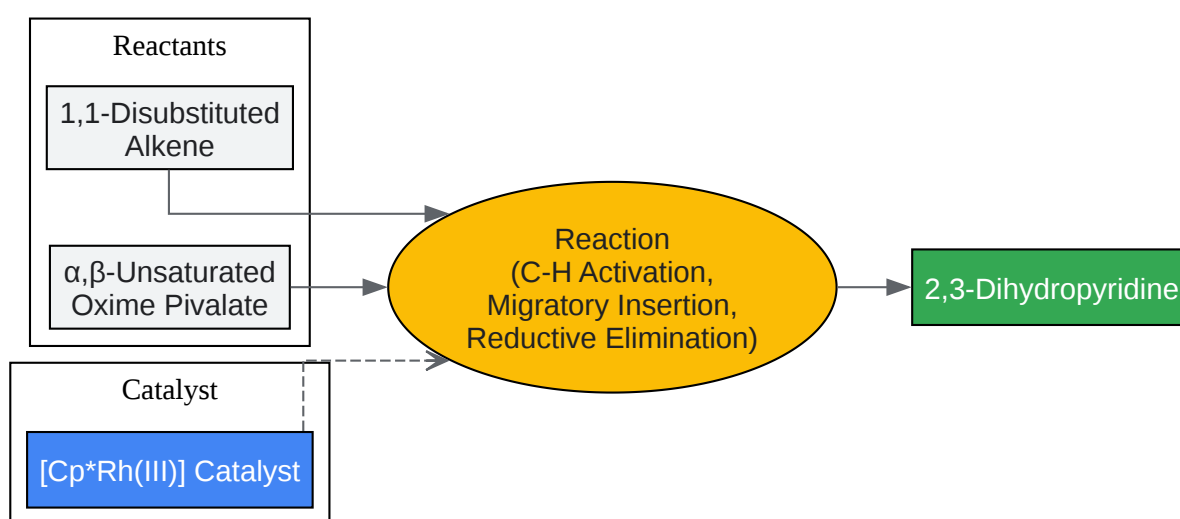 Reactants
1,1-Disubstituted
Alkene
α,β-Unsaturated
Oxime Pivalate
Catalyst
[Cp*Rh(III)] Catalyst
Reaction
(C-H Activation,
Migratory Insertion,
Reductive Elimination)
2,3-Dihydropyridine